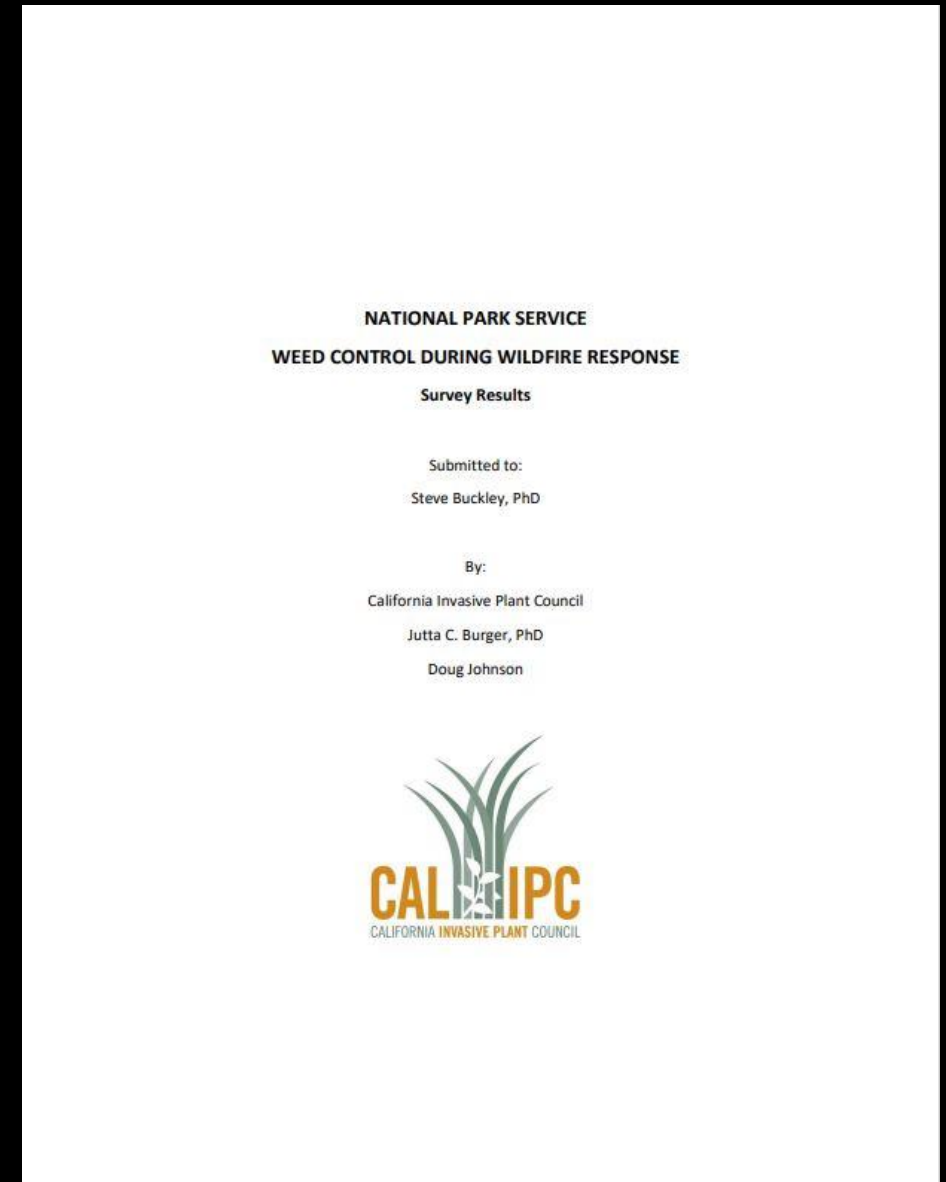 NATIONAL PARK SERVICE
WEED CONTROL DURING WILDFIRE RESPONSE
Survey Results
Submitted to:
Steve Buckley, PhD
By:
California Invasive Plant Council
Jutta C. Burger, PhD
Doug Johnson
CAL IPC
CALIFORNIA INVASIVE PLANT COUNCIL